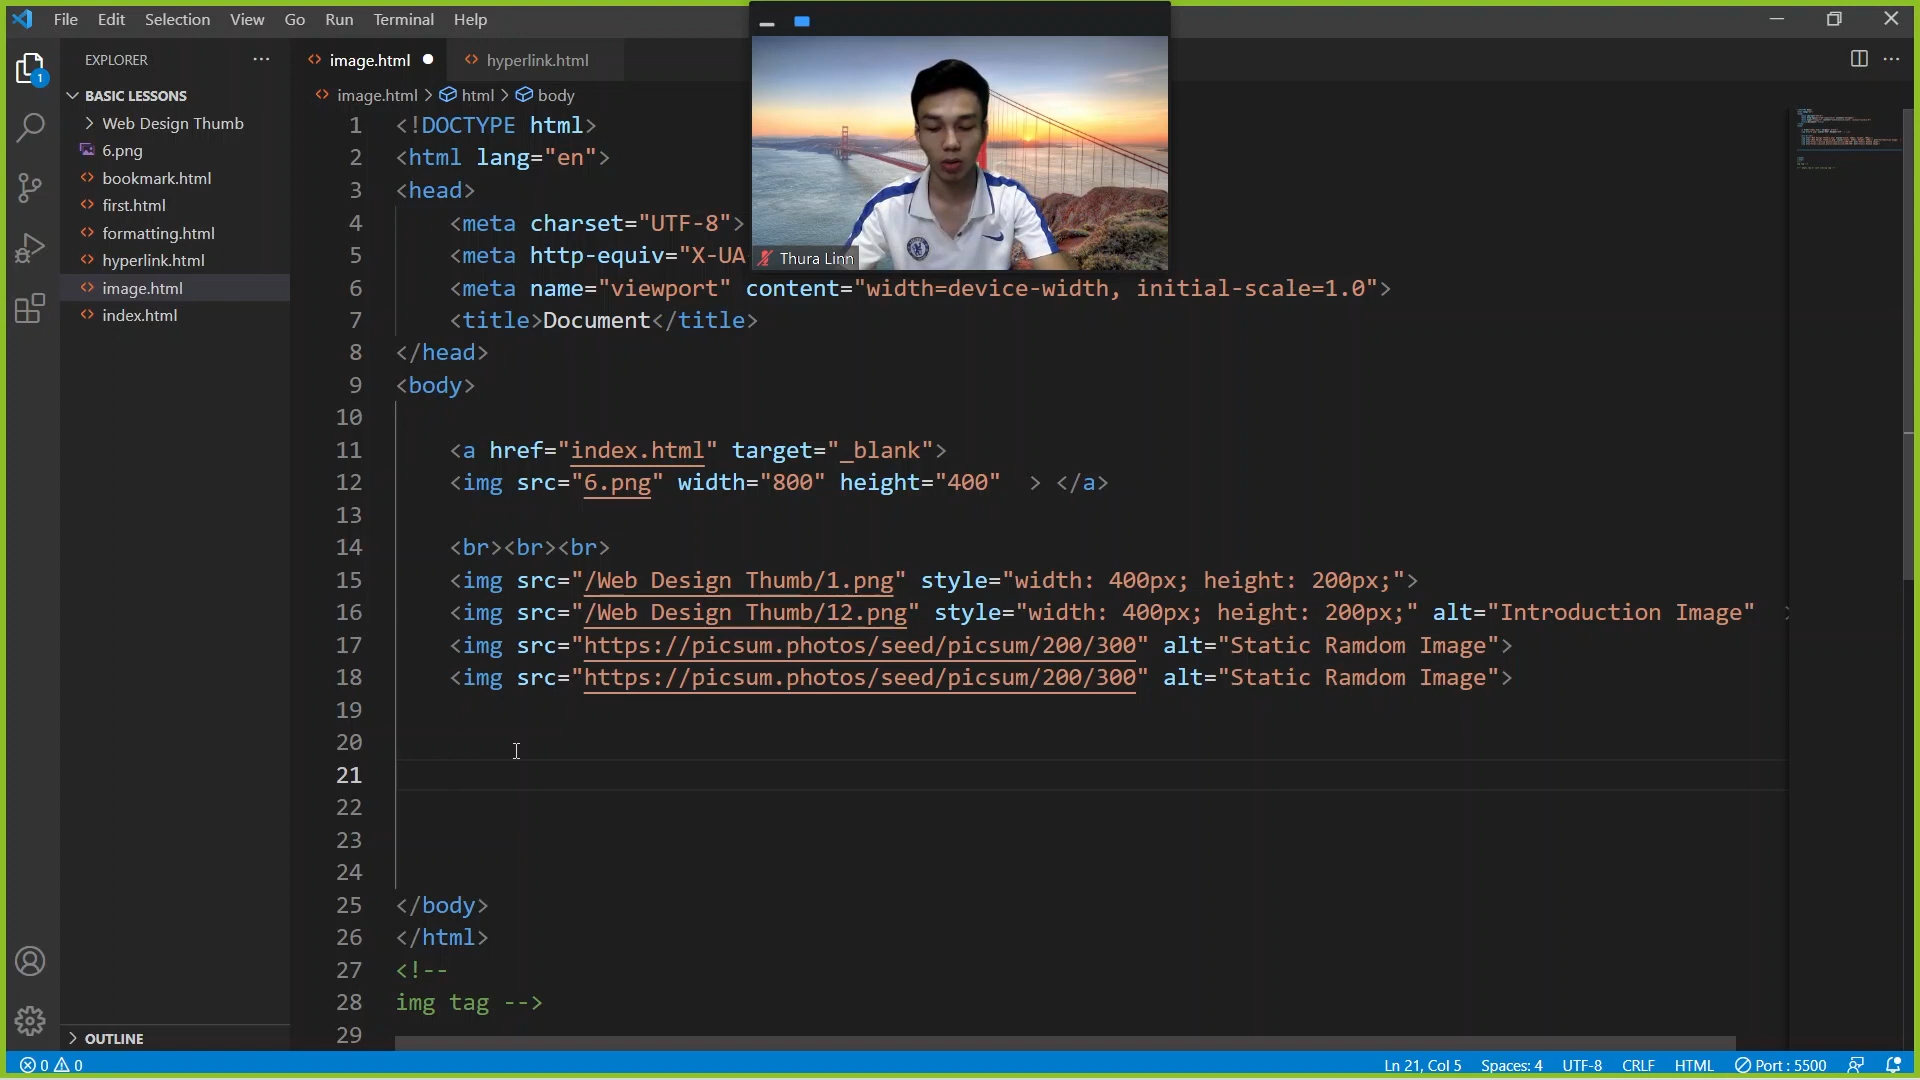 File Edit Selection View Go Run Terminal Help
EXPLORER
BASIC LESSONS
Web Design Thumb
6.png
bookmark.html
first.html
formatting.html
hyperlink.html
image.html
index.html
OUTLINE
1
image.html
hyperlink.html
image.html > html > body
1 <!DOCTYPE html>
2 <html lang="en">
3 <head>
4 <meta charset="UTF-8">
5 <meta http-equiv="X-UA-
6 <meta name="viewport" content="width=device-width, initial-scale=1.0">
7 <title>Document</title>
8 </head>
9 <body>
10
11 <a href="index.html" target="_blank">
12 <img src="6.png" width="800" height="400"  > </a>
13
14 <br><br><br>
15 <img src="/Web Design Thumb/1.png" style="width: 400px; height: 200px;">
16 <img src="/Web Design Thumb/12.png" style="width: 400px; height: 200px;" alt="Introduction Image"  >
17 <img src="https://picsum.photos/seed/picsum/200/300" alt="Static Ramdom Image">
18 <img src="https://picsum.photos/seed/picsum/200/300" alt="Static Ramdom Image">
19
20
21
22
23
24
25 </body>
26 </html>
27 <!--
28 img tag -->
29
Thura Linn
0 0
Ln 21, Col 5 Spaces: 4 UTF-8 CRLF HTML Port : 5500